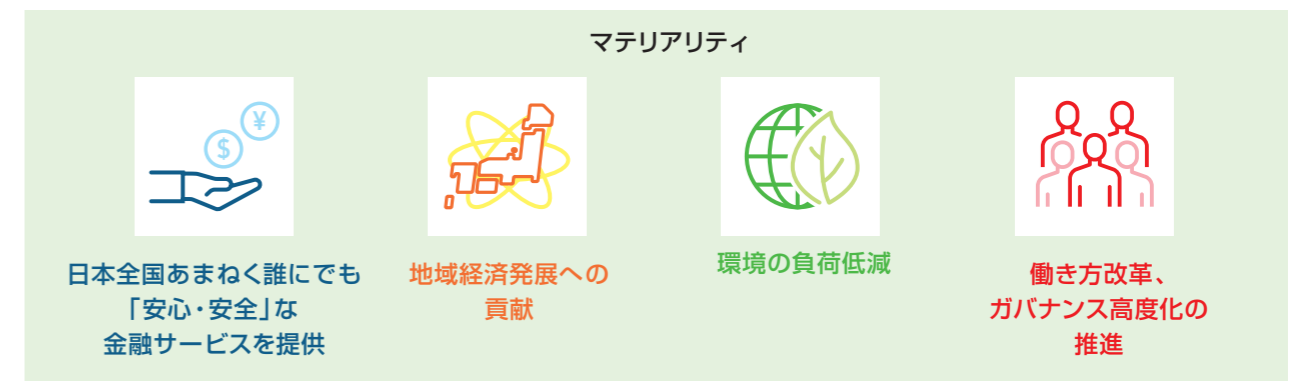 マテリアリティ
¥
$
日本全国あまねく誰にでも
「安心・安全」な
金融サービスを提供
地域経済発展への
貢献
環境の負荷低減
働き方改革、
ガバナンス高度化の
推進